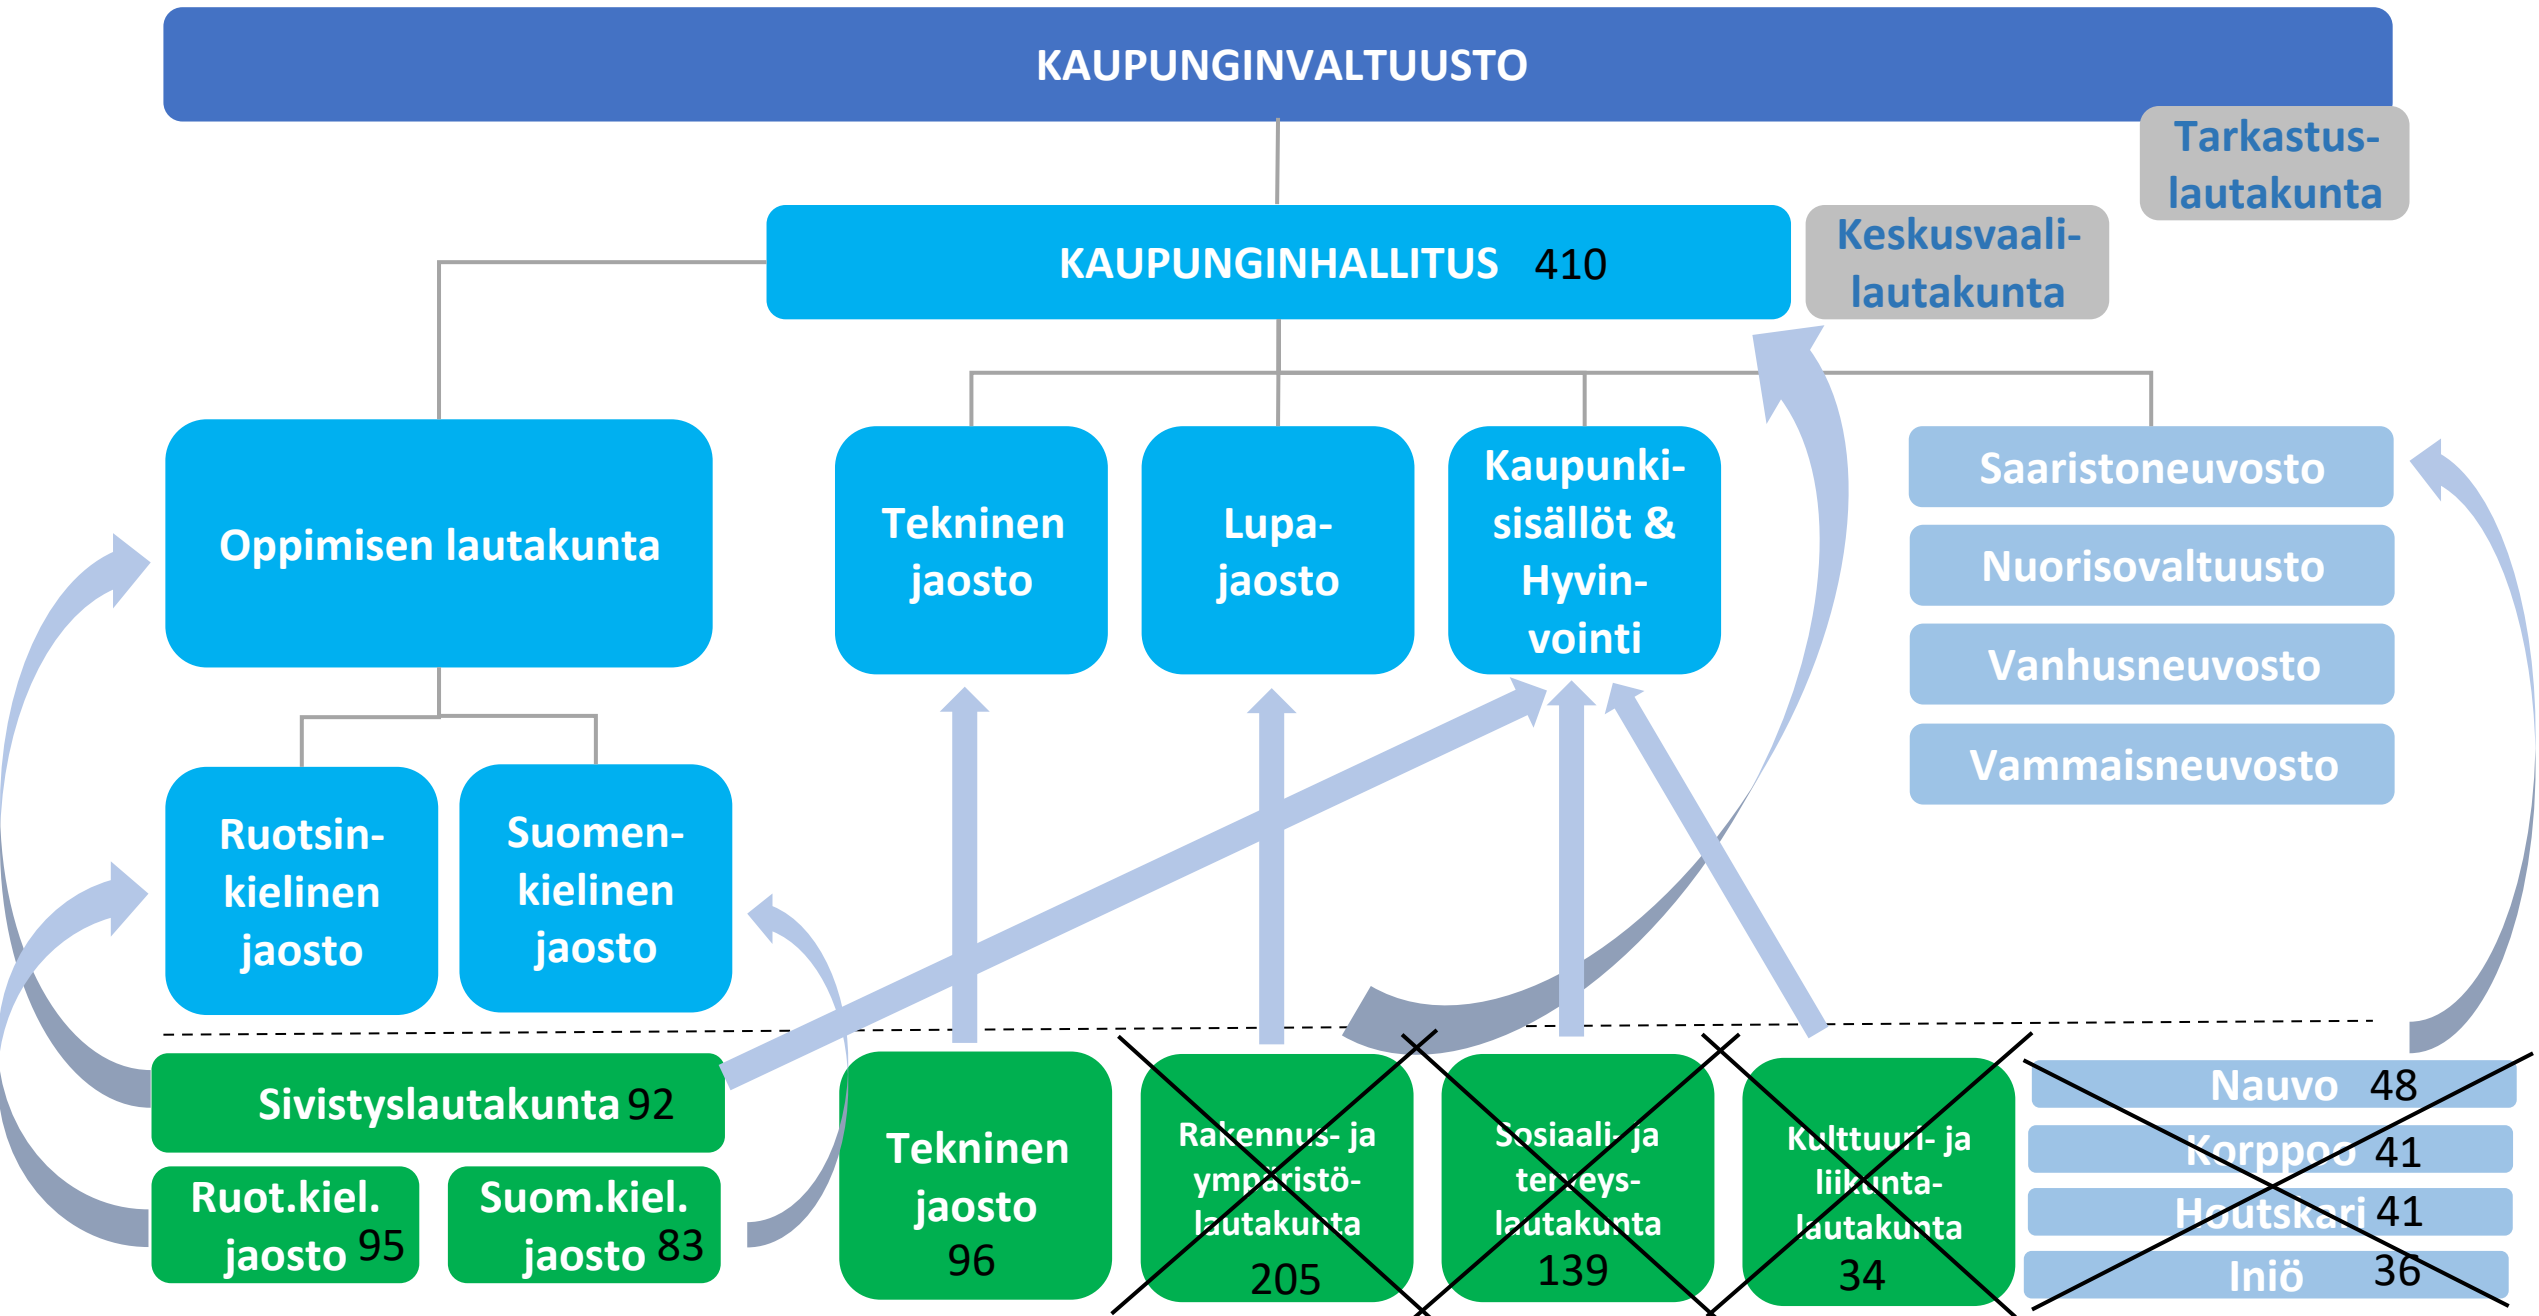 KAUPUNGINVALTUUSTO
Tarkastus-
lautakunta
KAUPUNGINHALLITUS 410
Keskusvaali-
lautakunta
Oppimisen lautakunta
Tekninen
jaosto
Lupa-
jaosto
Kaupunki-
sisällöt &
Hyvin-
vointi
Saaristoneuvosto
Nuorisovaltuusto
Vanhusneuvosto
Vammaisneuvosto
Ruotsin-
kielinen
jaosto
Suomen-
kielinen
jaosto
Sivistyslautakunta 92
Ruot.kiel.
jaosto 95
Suom.kiel.
jaosto 83
Tekninen
jaosto
96
Rakennus- ja
ympäristö-
lautakunta
205
Sosiaali- ja
terveys-
lautakunta
139
Kulttuuri- ja
liikunta-
lautakunta
34
Nauvo 48
Korppoo 41
Houtskari 41
Iniö 36